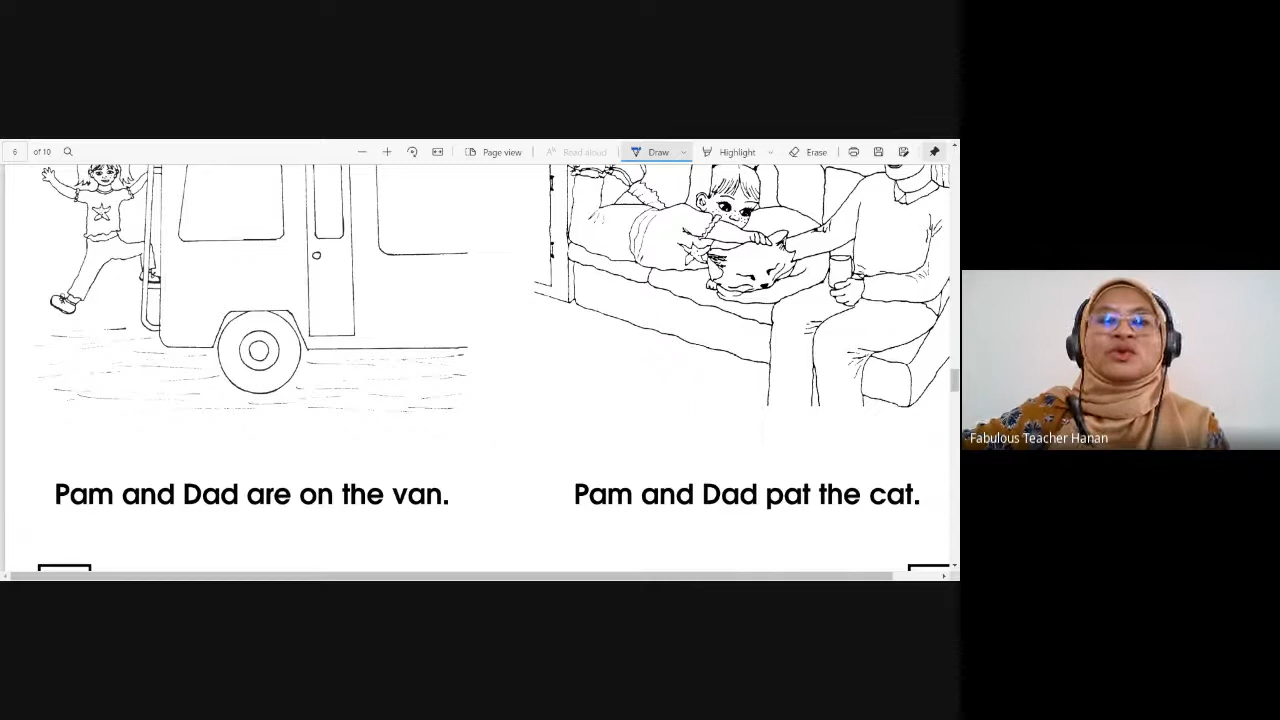 6 of 10
Page view
Read aloud
Draw
Highlight
Erase
Pam and Dad are on the van.
Pam and Dad pat the cat.
Fabulous Teacher Hanan